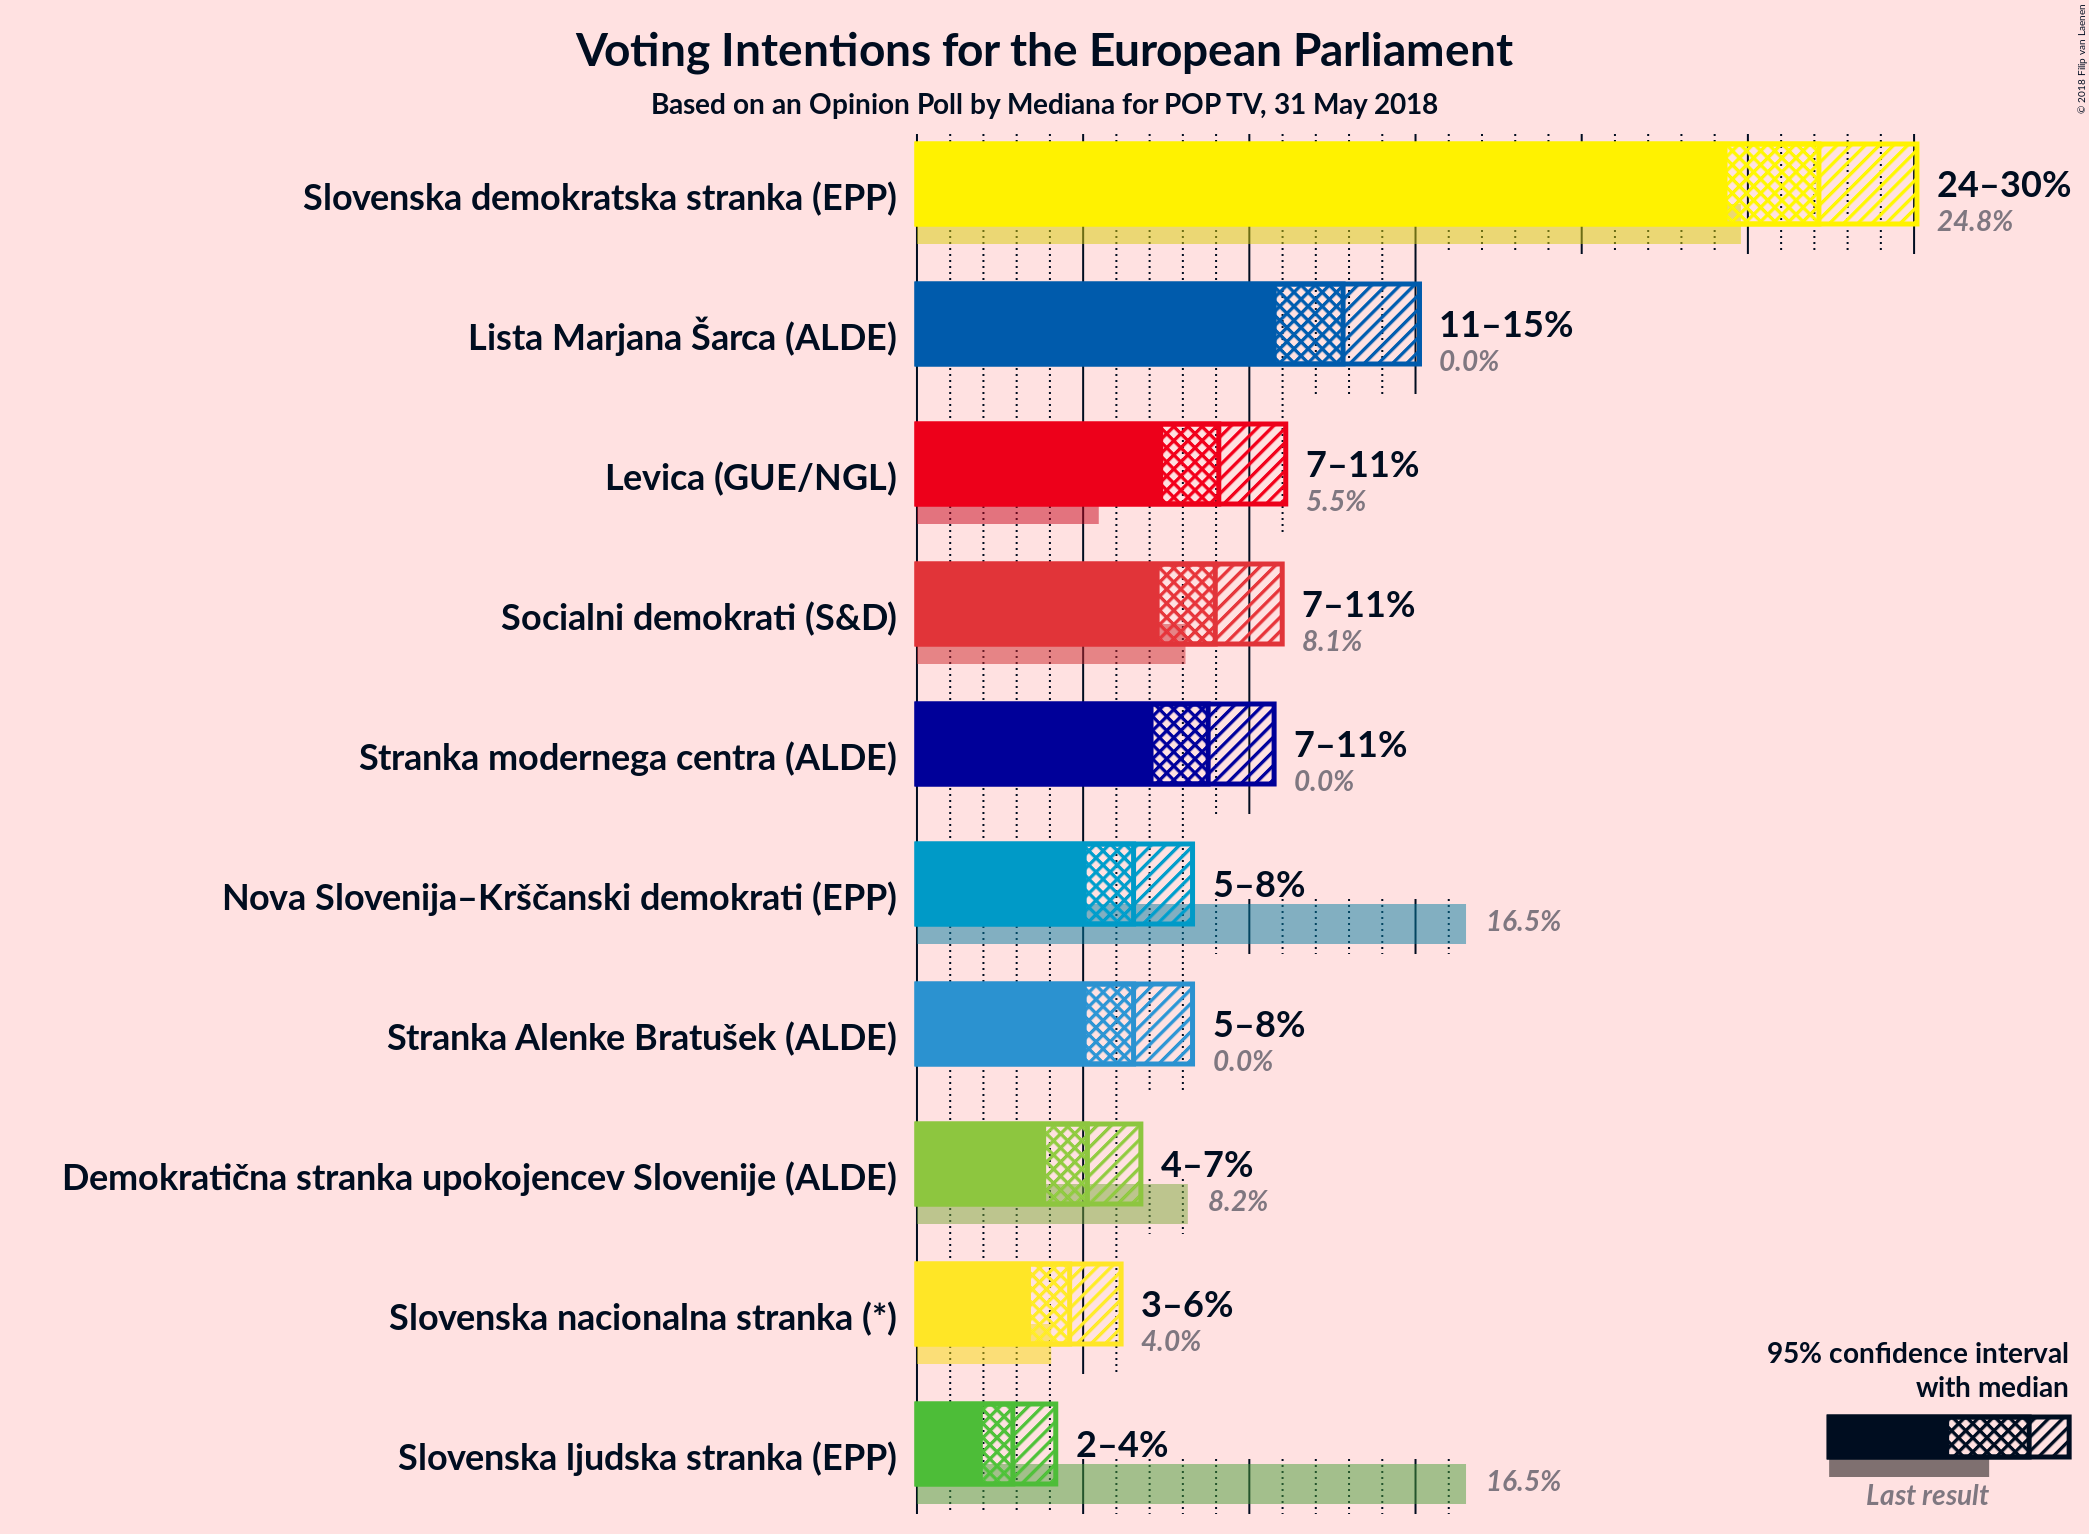 Voting Intentions for the European Parliament
Based on an Opinion Poll by Mediana for POP TV, 31 May 2018
© 2018 Filip van Laenen
Slovenska demokratska stranka (EPP)
24–30%
24.8%
Lista Marjana Šarca (ALDE)
11–15%
0.0%
Levica (GUE/NGL)
7–11%
5.5%
Socialni demokrati (S&D)
7–11%
8.1%
Stranka modernega centra (ALDE)
7–11%
0.0%
Nova Slovenija–Krščanski demokrati (EPP)
5–8%
16.5%
Stranka Alenke Bratušek (ALDE)
5–8%
0.0%
Demokratična stranka upokojencev Slovenije (ALDE)
4–7%
8.2%
Slovenska nacionalna stranka (*)
3–6%
4.0%
Slovenska ljudska stranka (EPP)
2–4%
16.5%
95% confidence interval
with median
Last result